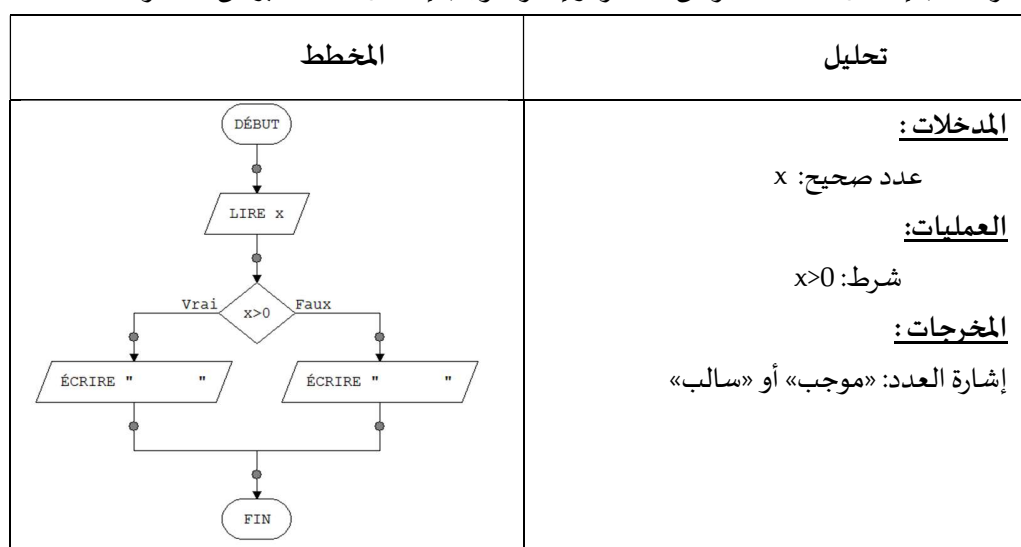 تحليل
المخطط
المدخلات :
عدد صحيح: x
العمليات:
شرط: x>0
المخرجات :
إشارة العدد: «موجب» أو «سالب»
DÉBUT
LIRE x
Vrai
x>0
Faux
ÉCRIRE " "
ÉCRIRE " "
FIN